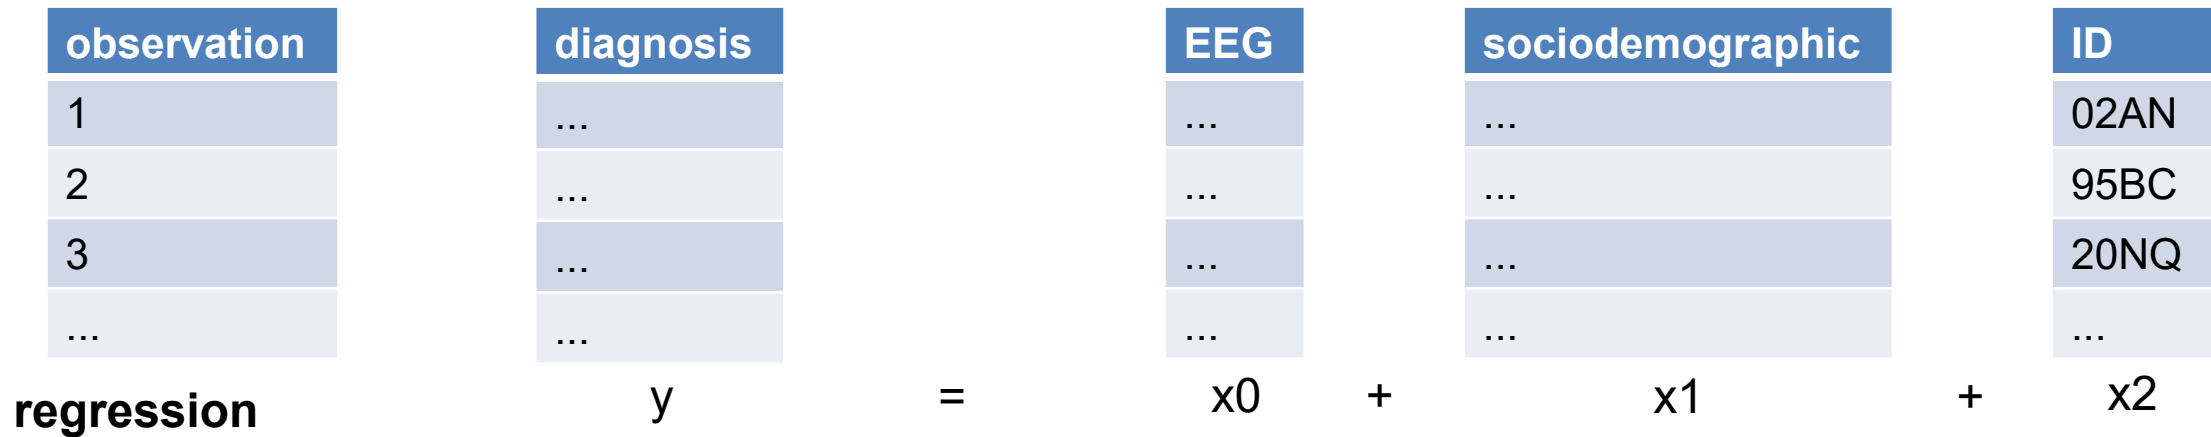 observation diagnosis EEG sociodemographic ID
1 ... ... ... 02AN
2 ... ... ... 95BC
3 ... ... ... 20NQ
... ... ... ... ...
regression y = x0 + x1 + x2